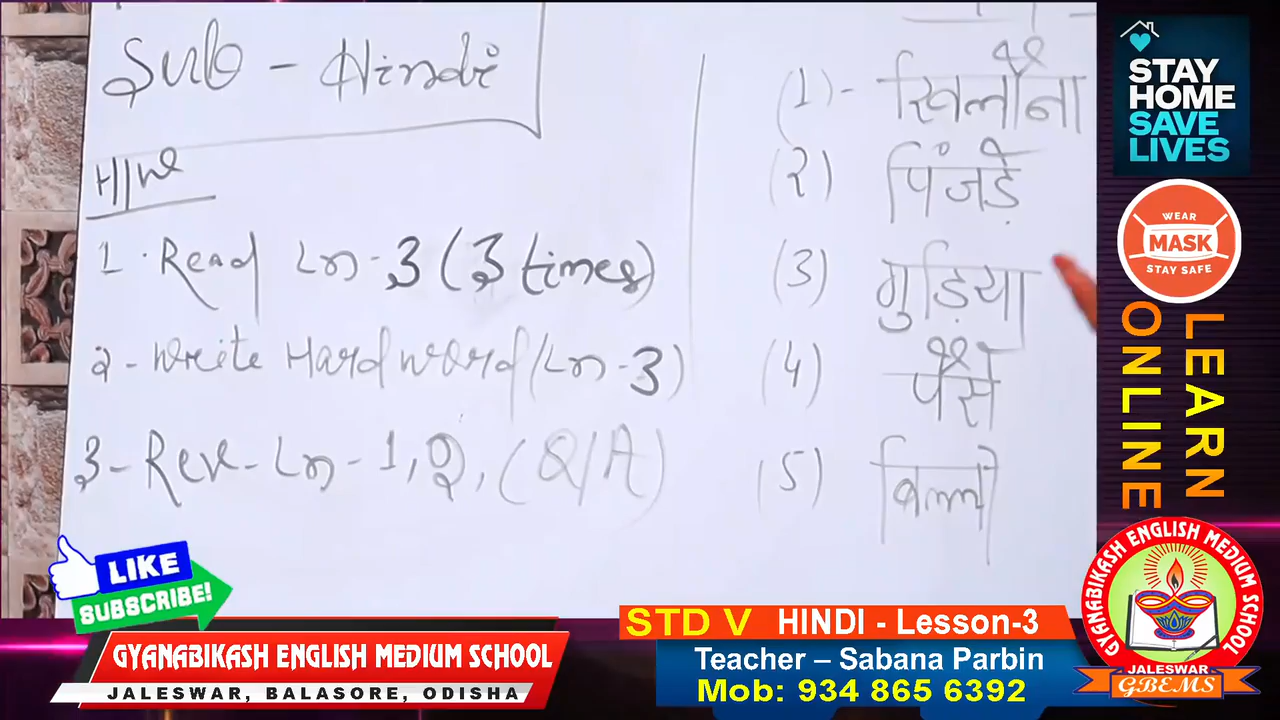 Sub - Hindi
H/W
1. Read Ln - 3 (3 times)
2 - Write Hard word (Ln - 3)
3 - Rev - Ln - 1, 2, (Q/A)
(1) - खिलौना
(२) पिंजड़े
(3) गुड़िया
(4) पैसे
(5)
STAY
HOME
SAVE
LIVES
WEAR
MASK
STAY SAFE
LEARN
ONLINE
LIKE
SUBSCRIBE!
GYANABIKASH ENGLISH MEDIUM SCHOOL
JALESWAR, BALASORE, ODISHA
STD V HINDI - Lesson-3
Teacher – Sabana Parbin
Mob: 934 865 6392
GYANABIKASH ENGLISH MEDIUM SCHOOL
JALESWAR
GBEMS